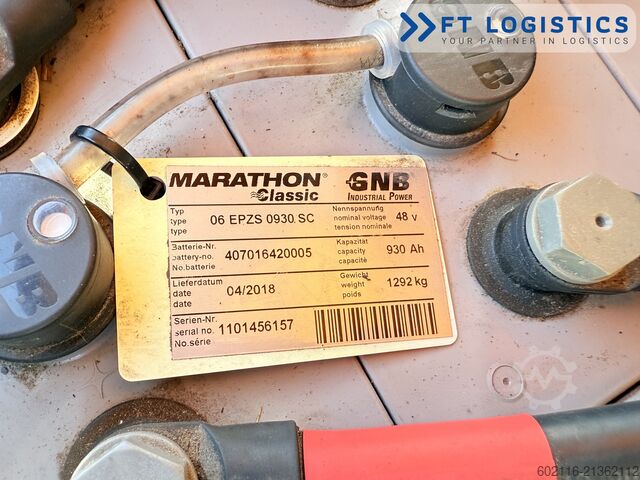 FT LOGISTICS
YOUR PARTNER IN LOGISTICS
MARATHON® Classic
GNB
INDUSTRIAL POWER
Typ
type
type
06 EPZS 0930 SC
Nennspannung
nominal voltage
tension nominale
48 V
Batterie-Nr.
battery-no.
No.batterie
407016420005
Kapazität
capacity
capacité
930 Ah
Lieferdatum
date
date
04/2018
Gewicht
weight
poids
1292 kg
Serien-Nr.
serial no.
No.série
1101456157
602116-21362112